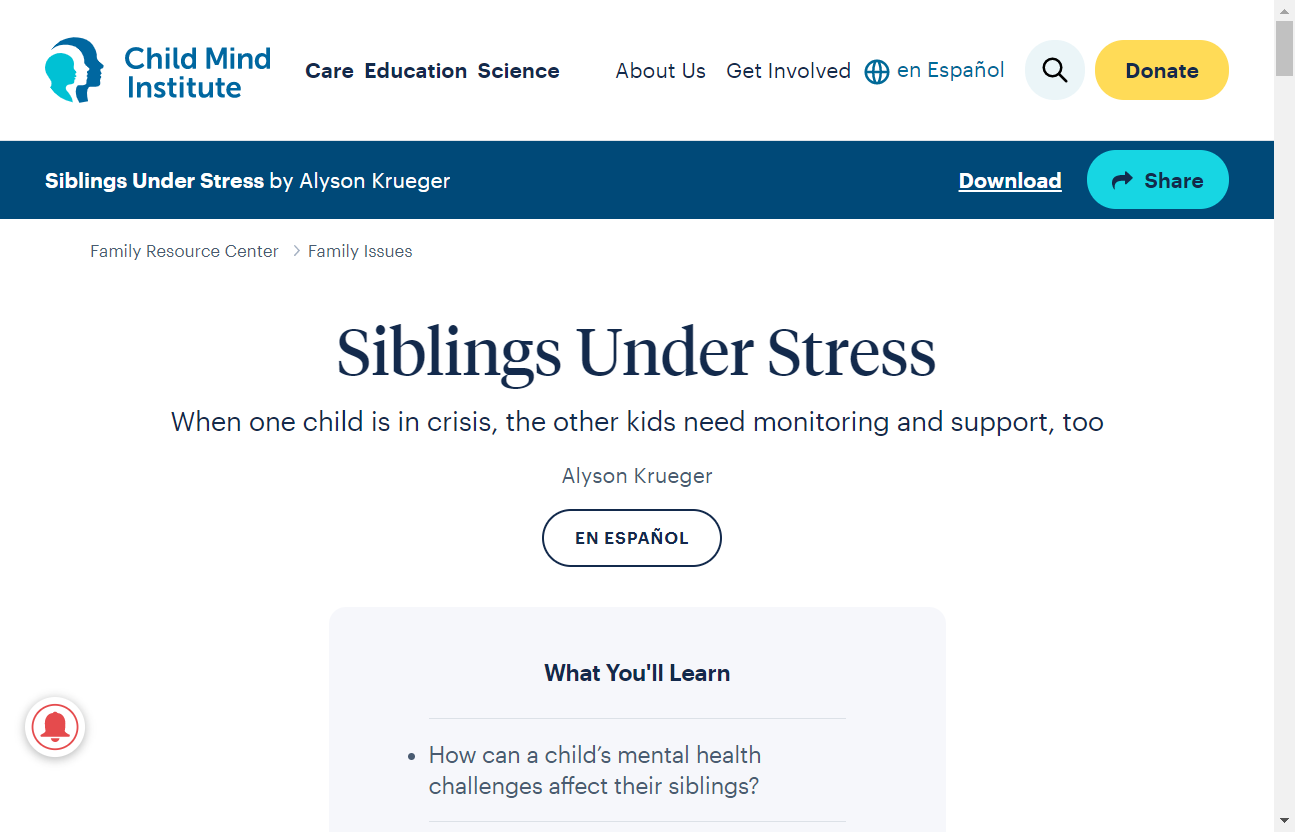 Child Mind
Institute
Care Education Science
About Us Get Involved en Español
Donate
Siblings Under Stress by Alyson Krueger
Download
Share
Family Resource Center Family Issues
Siblings Under Stress
When one child is in crisis, the other kids need monitoring and support, too
Alyson Krueger
EN ESPAÑOL
What You'll Learn
• How can a child’s mental health
challenges affect their siblings?